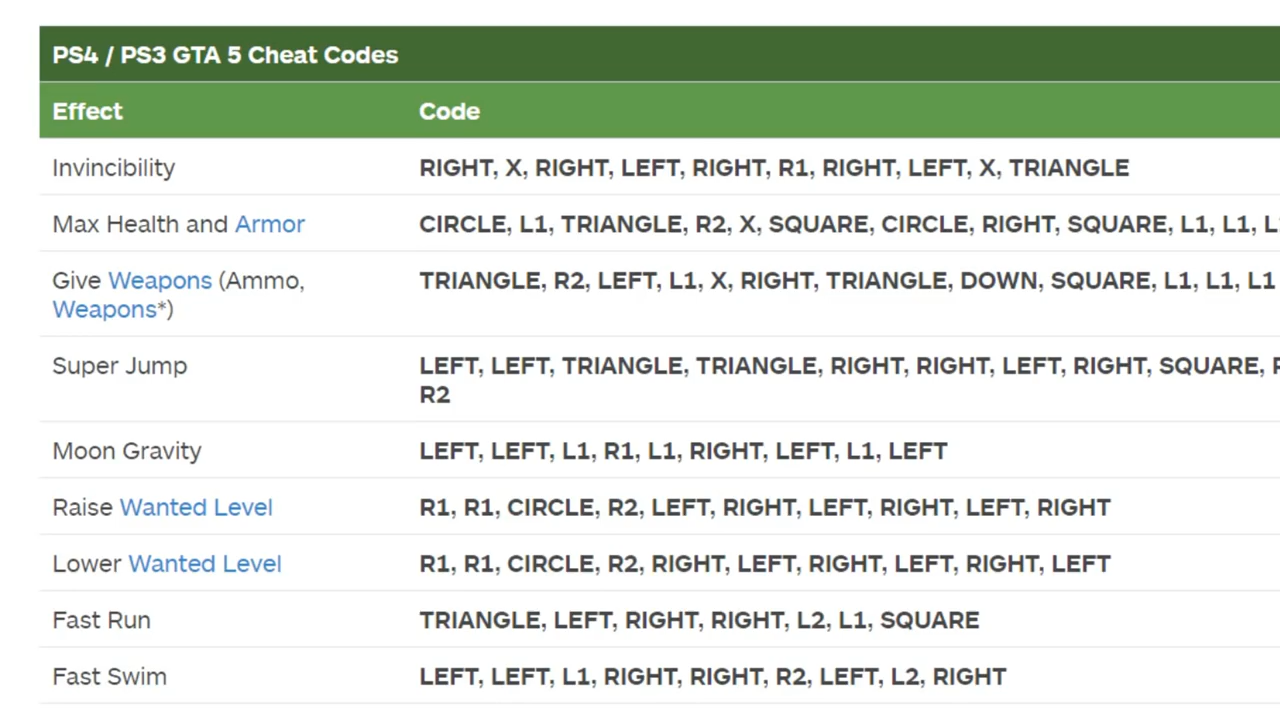 PS4 / PS3 GTA 5 Cheat Codes
Effect Code
Invincibility RIGHT, X, RIGHT, LEFT, RIGHT, R1, RIGHT, LEFT, X, TRIANGLE
Max Health and Armor CIRCLE, L1, TRIANGLE, R2, X, SQUARE, CIRCLE, RIGHT, SQUARE, L1, L1,
Give Weapons (Ammo, TRIANGLE, R2, LEFT, L1, X, RIGHT, TRIANGLE, DOWN, SQUARE, L1, L1, L1
Weapons*)
Super Jump LEFT, LEFT, TRIANGLE, TRIANGLE, RIGHT, RIGHT, LEFT, RIGHT, SQUARE,
R2
Moon Gravity LEFT, LEFT, L1, R1, L1, RIGHT, LEFT, L1, LEFT
Raise Wanted Level R1, R1, CIRCLE, R2, LEFT, RIGHT, LEFT, RIGHT, LEFT, RIGHT
Lower Wanted Level R1, R1, CIRCLE, R2, RIGHT, LEFT, RIGHT, LEFT, RIGHT, LEFT
Fast Run TRIANGLE, LEFT, RIGHT, RIGHT, L2, L1, SQUARE
Fast Swim LEFT, LEFT, L1, RIGHT, RIGHT, R2, LEFT, L2, RIGHT